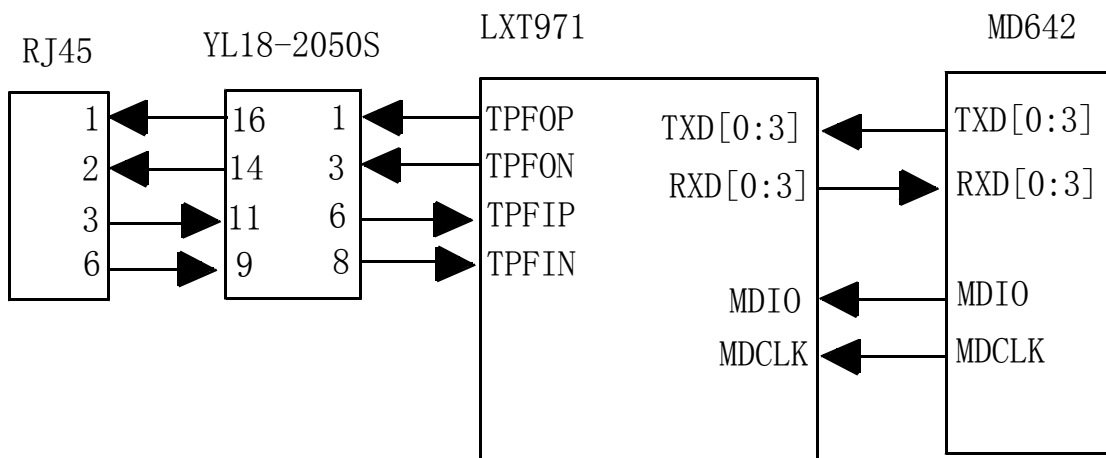 RJ45 YL18-2050S LXT971 MD642
1 16 1 TPFOP TXD[0:3] TXD[0:3]
2 14 3 TPFON RXD[0:3] RXD[0:3]
3 11 6 TPFIP
6 9 8 TPFIN
MDIO MDIO
MDCLK MDCLK